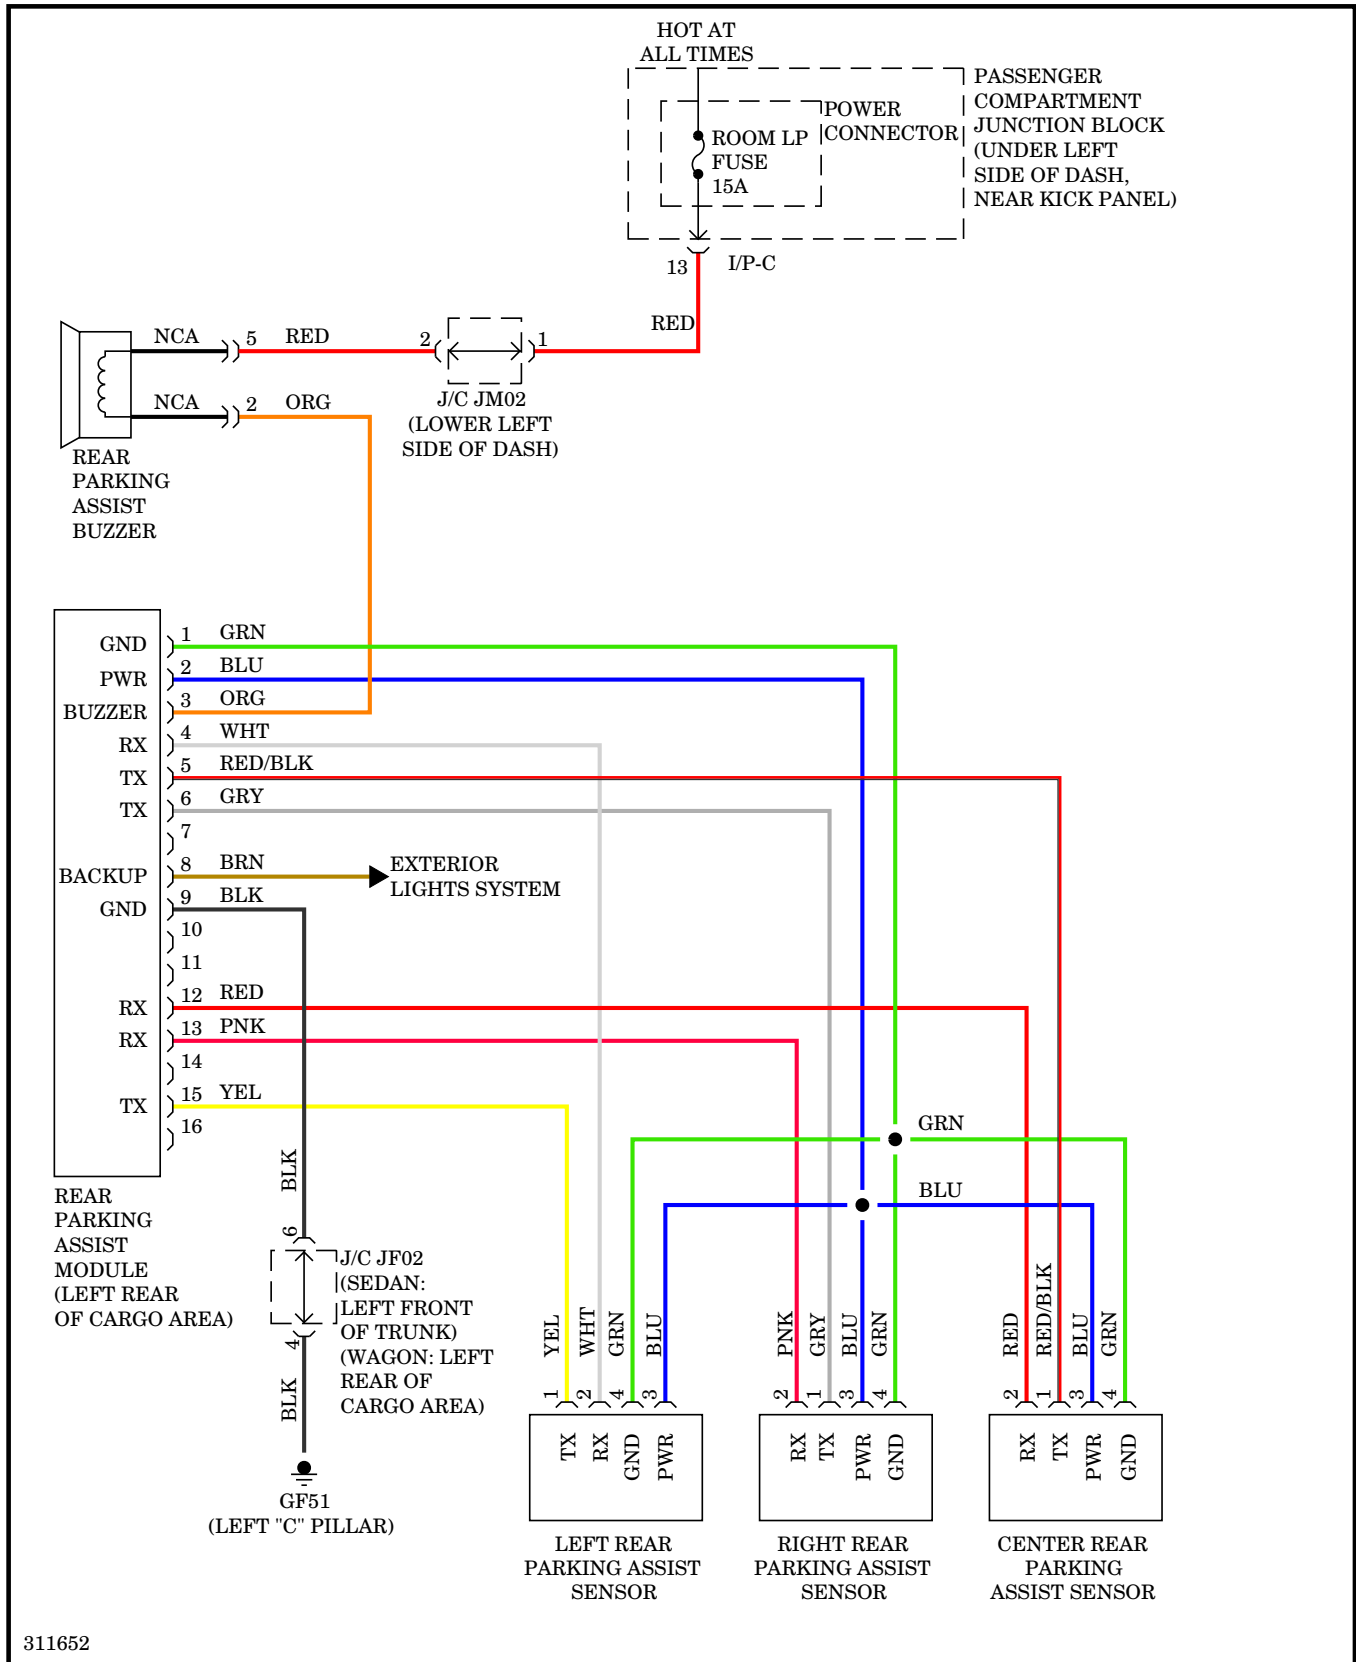 HOT AT
ALL TIMES
PASSENGER
COMPARTMENT
JUNCTION BLOCK
(UNDER LEFT
SIDE OF DASH,
NEAR KICK PANEL)
POWER
CONNECTOR
ROOM LP
FUSE
15A
13 I/P-C
RED
NCA 5 RED 2 1
J/C JM02
(LOWER LEFT
SIDE OF DASH)
NCA 2 ORG
REAR
PARKING
ASSIST
BUZZER
GND 1 GRN
PWR 2 BLU
BUZZER 3 ORG
RX 4 WHT
TX 5 RED/BLK
TX 6 GRY
7
BACKUP 8 BRN
EXTERIOR
LIGHTS SYSTEM
GND 9 BLK
10
11
RX 12 RED
RX 13 PNK
14
TX 15 YEL
16
REAR
PARKING
ASSIST
MODULE
(LEFT REAR
OF CARGO AREA)
GRN
BLU
BLK
6
J/C JF02
(SEDAN:
LEFT FRONT
OF TRUNK)
(WAGON: LEFT
REAR OF
CARGO AREA)
4
BLK
GF51
(LEFT "C" PILLAR)
YEL WHT GRN BLU
1 2 4 3
TX RX GND PWR
LEFT REAR
PARKING ASSIST
SENSOR
PNK GRY BLU GRN
2 1 3 4
RX TX PWR GND
RIGHT REAR
PARKING ASSIST
SENSOR
RED RED/BLK BLU GRN
2 1 3 4
RX TX PWR GND
CENTER REAR
PARKING
ASSIST SENSOR
311652